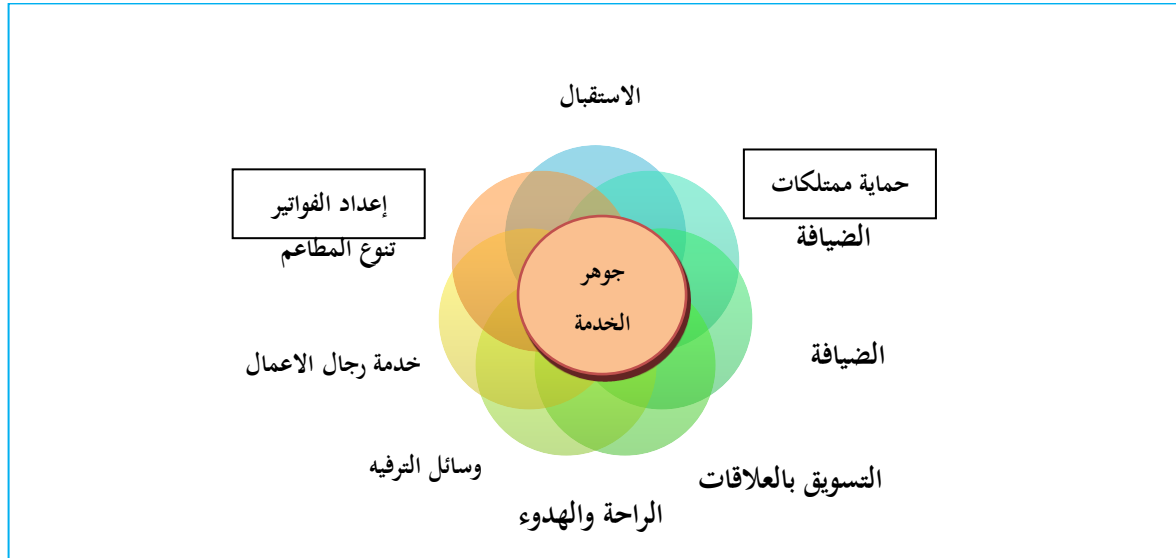 الاستقبال
حماية ممتلكات
إعداد الفواتير
الضيافة
تنوع المطاعم
جوهر
الخدمة
الضيافة
خدمة رجال الاعمال
وسائل الترفيه
التسويق بالعلاقات
الراحة والهدوء